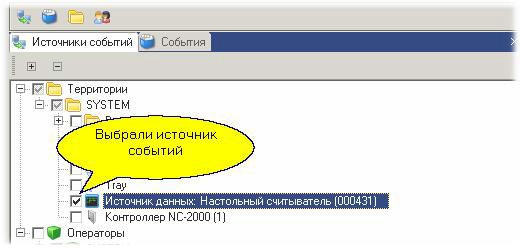 Источники событий События
Территории
SYSTEM
Выбрали источник
событий
Tray
Источник данных: Настольный считыватель (000431)
Контроллер NC-2000 (1)
Операторы